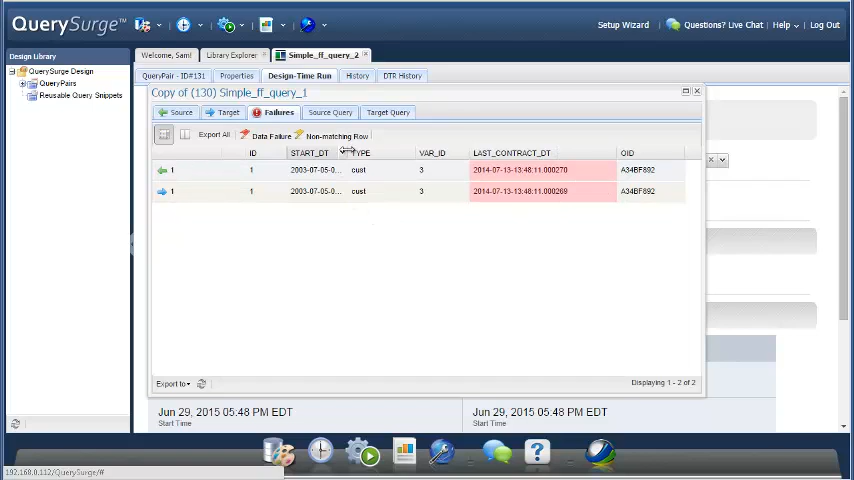 QuerySurge™
Setup Wizard Questions? Live Chat Help Log Out
Design Library
QuerySurge Design
QueryPairs
Reusable Query Snippets
Welcome, Sam! Library Explorer Simple_ff_query_2
QueryPair - ID#131 Properties Design-Time Run History DTR History
Copy of (130) Simple_ff_query_1
Source Target Failures Source Query Target Query
Export All Data Failure Non-matching Row
ID START_DT TYPE VAR_ID LAST_CONTRACT_DT OID
1 1 2003-07-05-0... cust 3 2014-07-13-13:48:11.000270 A34BF892
1 1 2003-07-05-0... cust 3 2014-07-13-13:48:11.000269 A34BF892
Export to Displaying 1 - 2 of 2
Jun 29, 2015 05:48 PM EDT Jun 29, 2015 05:48 PM EDT
Start Time Start Time
192.168.0.112/QuerySurge/#